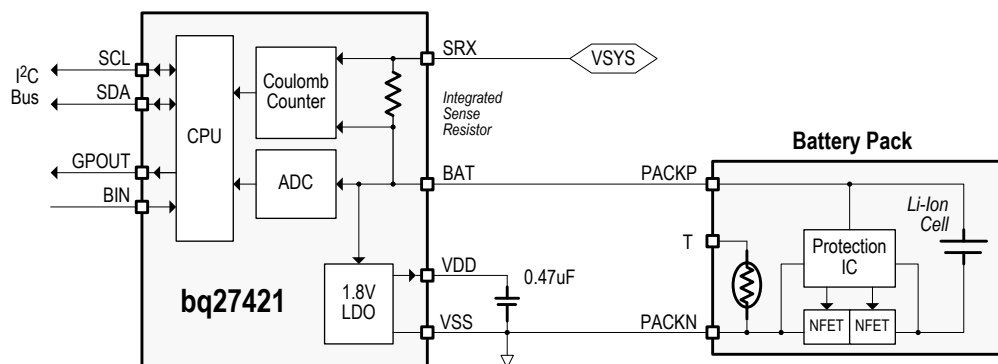 SRX
VSYS
SCL
I²C
Bus
SDA
CPU
Coulomb
Counter
Integrated
Sense
Resistor
GPOUT
BIN
ADC
BAT
Battery Pack
PACKP
Li-Ion
Cell
T
Protection
IC
bq27421
1.8V
LDO
VDD
0.47uF
VSS
PACKN
NFET
NFET